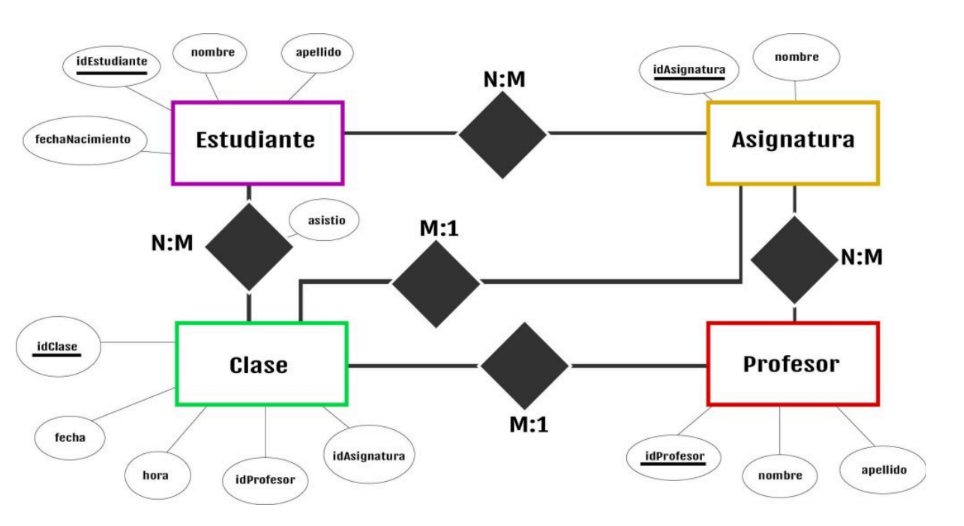 idEstudiante
nombre
apellido
fechaNacimiento
Estudiante
N:M
idAsignatura
nombre
Asignatura
N:M
asistio
M:1
N:M
idClase
Clase
fecha
hora
idProfesor
idAsignatura
M:1
Profesor
idProfesor
nombre
apellido